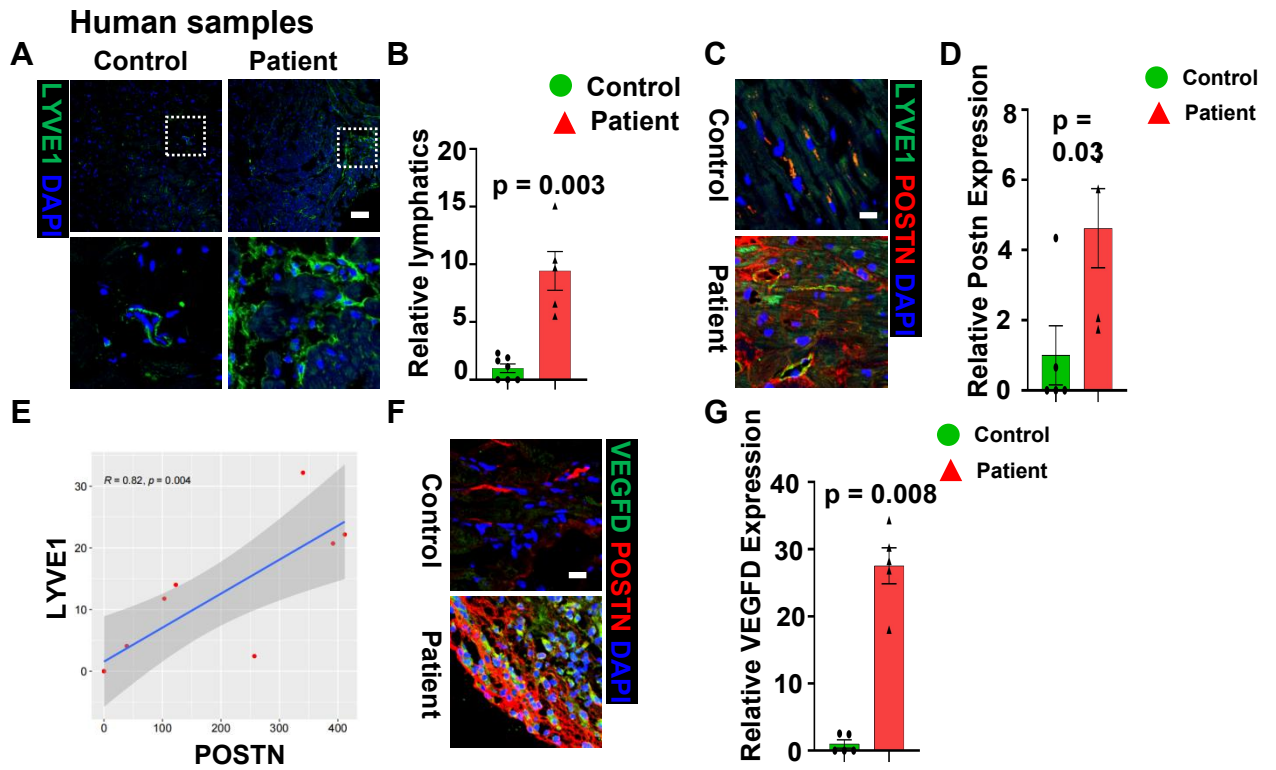 Human samples
A
Control
Patient
LYVE1 DAPI
B
Control
Patient
Relative lymphatics
20
15
10
5
0
p = 0.003
C
Control
Patient
LYVE1 POSTN DAPI
D
Control
Patient
Relative Postn Expression
8
6
4
2
0
p =
0.03
E
LYVE1
30
20
10
0
R = 0.82, p = 0.004
0 100 200 300 400
POSTN
F
Control
Patient
VEGFD POSTN DAPI
G
Control
Patient
Relative VEGFD Expression
40
30
20
10
0
p = 0.008